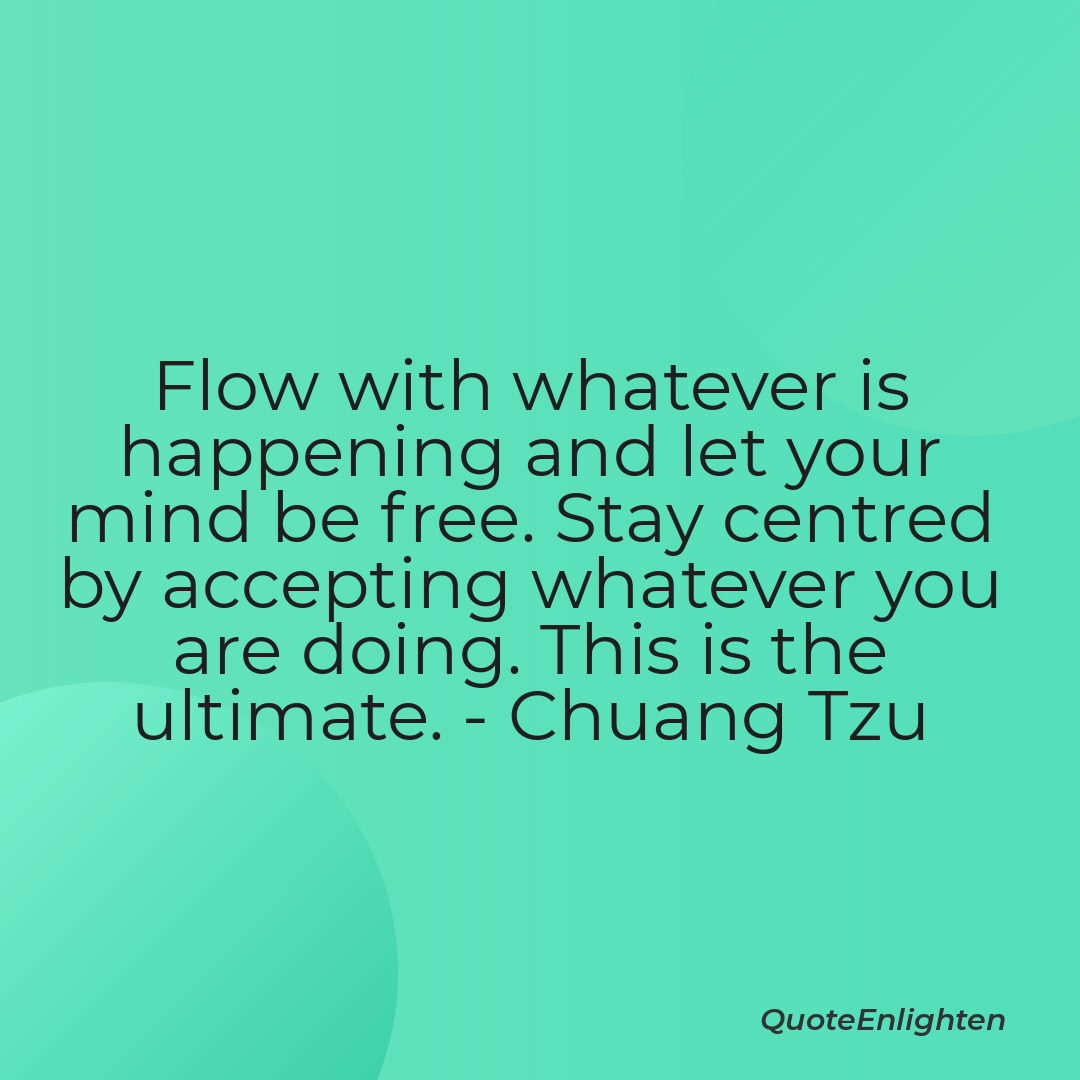 Flow with whatever is
happening and let your
mind be free. Stay centred
by accepting whatever you
are doing. This is the
ultimate. - Chuang Tzu
QuoteEnlighten